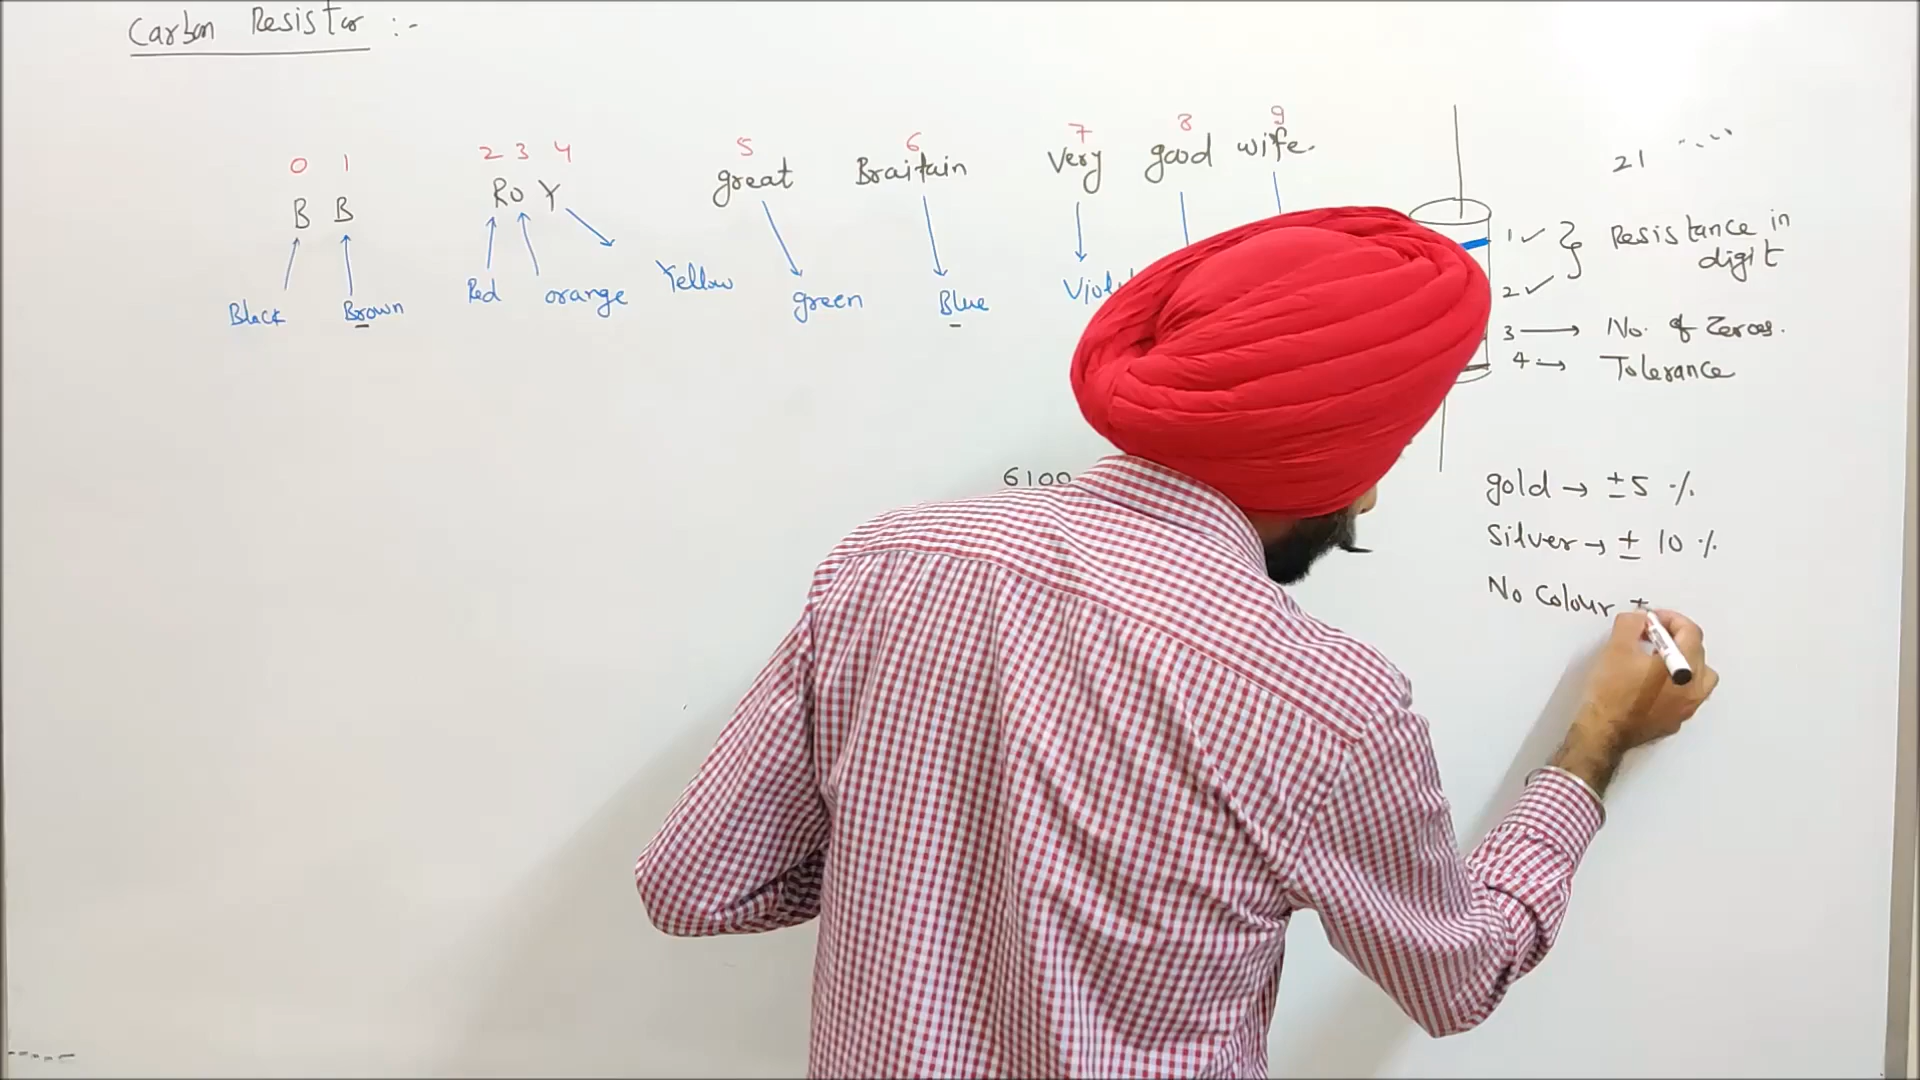 Carbon Resistor :-
0 1 2 3 4 5 6 7 8 9
B B Ro Y great Braitain Very good wife.
Black Brown Red orange Yellow green Blue
21
1 Resistance in
digit
2
3 → No. of Zeroes.
4 → Tolerance
6100
gold → ±5 %
Silver → ± 10 %
No Colour